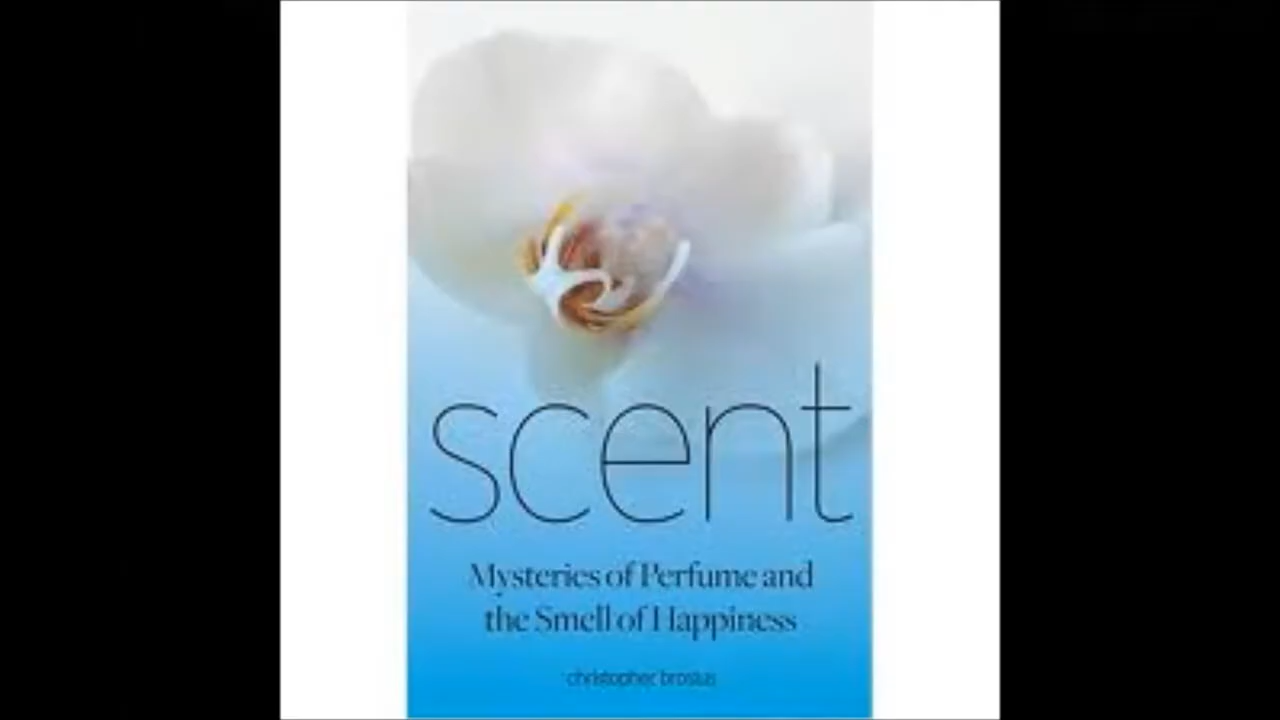 scent
Mysteries of Perfume and
the Smell of Happiness
christopher brosius